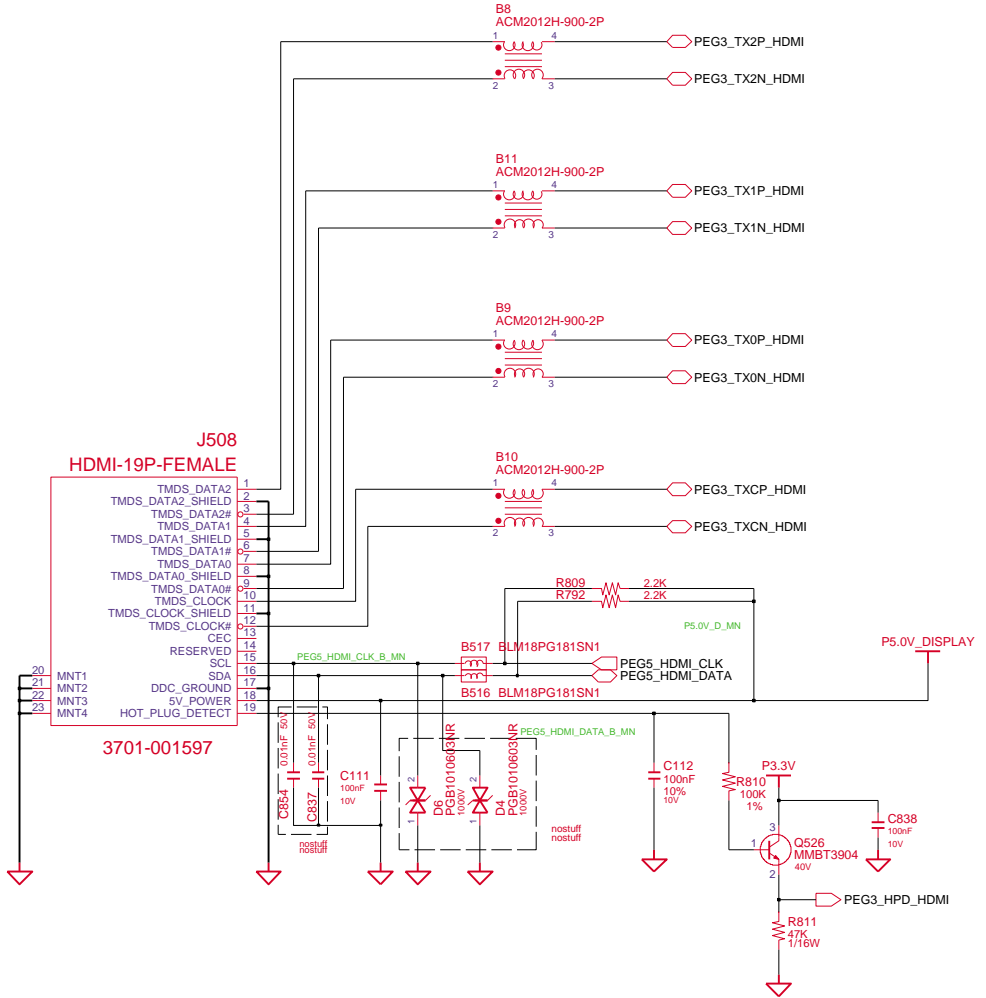 B8
ACM2012H-900-2P
1
4
PEG3_TX2P_HDMI
2
3
PEG3_TX2N_HDMI
B11
ACM2012H-900-2P
1
4
PEG3_TX1P_HDMI
2
3
PEG3_TX1N_HDMI
B9
ACM2012H-900-2P
1
4
PEG3_TX0P_HDMI
2
3
PEG3_TX0N_HDMI
B10
ACM2012H-900-2P
1
4
PEG3_TXCP_HDMI
2
3
PEG3_TXCN_HDMI
J508
HDMI-19P-FEMALE
TMDS_DATA2 1
TMDS_DATA2_SHIELD 2
TMDS_DATA2# 3
TMDS_DATA1 4
TMDS_DATA1_SHIELD 5
TMDS_DATA1# 6
TMDS_DATA0 7
TMDS_DATA0_SHIELD 8
TMDS_DATA0# 9
TMDS_CLOCK 10
TMDS_CLOCK_SHIELD 11
TMDS_CLOCK# 12
CEC 13
RESERVED 14
SCL 15
SDA 16
DDC_GROUND 17
5V_POWER 18
HOT_PLUG_DETECT 19
20 MNT1
21 MNT2
22 MNT3
23 MNT4
3701-001597
R809 2.2K
R792 2.2K
P5.0V_D_MN
P5.0V_DISPLAY
B517 BLM18PG181SN1
PEG5_HDMI_CLK_B_MN
PEG5_HDMI_CLK
PEG5_HDMI_DATA
B516 BLM18PG181SN1
PEG5_HDMI_DATA_B_MN
C854 0.01nF 50V
C837 0.01nF 50V
nostuff
nostuff
C111
100nF
10V
2
1
D6
PGB1010603NR
1000V
2
1
D4
PGB1010603NR
1000V
nostuff
nostuff
C112
100nF
10%
10V
R810
100K
1%
P3.3V
3
1
2
Q526
MMBT3904
40V
C838
100nF
10V
PEG3_HPD_HDMI
R811
47K
1/16W